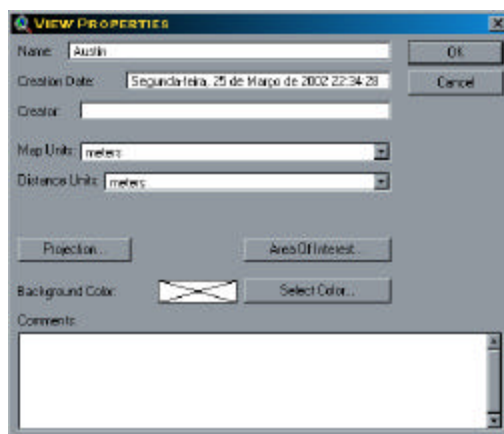 VIEW PROPERTIES
Name: Austin
OK
Creation Date: Segunda-feira, 25 de Março de 2002 22:34:28
Cancel
Creator:
Map Units: meters
Distance Units: meters
Projection...
Area Of Interest...
Background Color:
Select Color...
Comments: